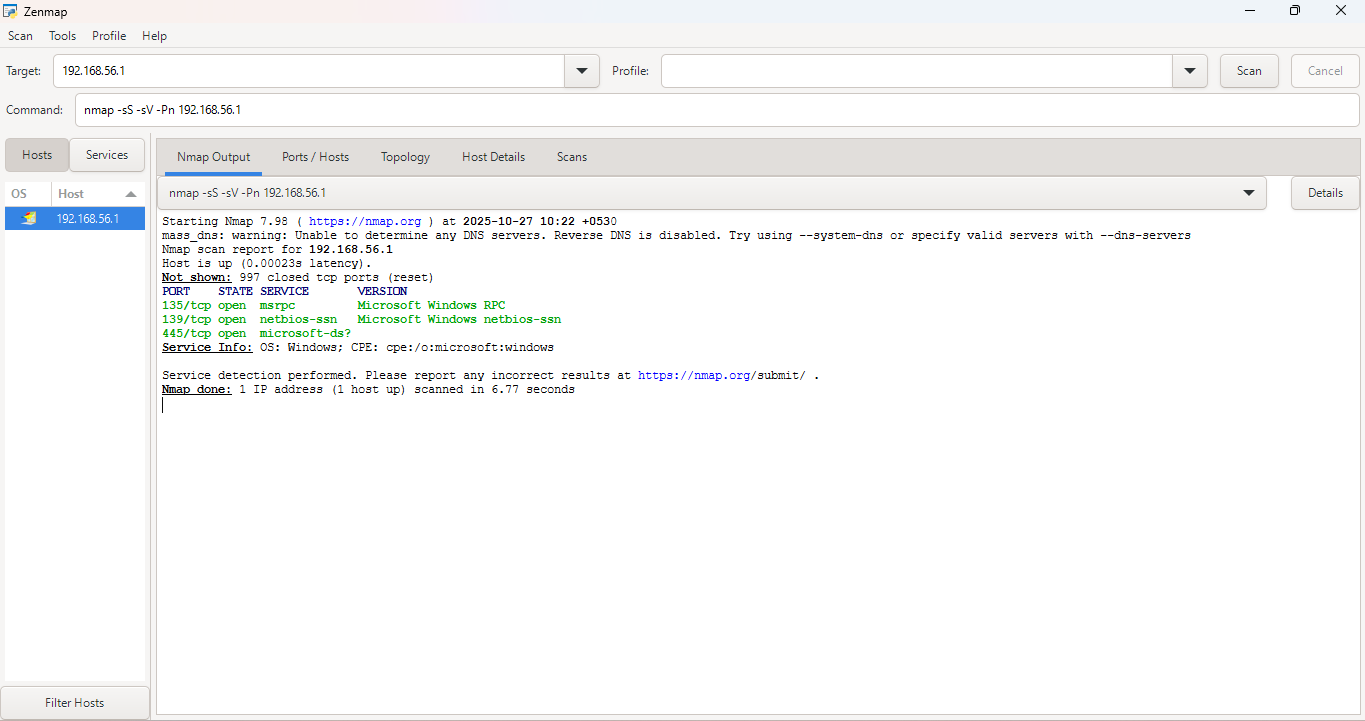 Zenmap
Scan Tools Profile Help
Target: 192.168.56.1 Profile: Scan Cancel
Command: nmap -sS -sV -Pn 192.168.56.1
Hosts Services
OS Host
192.168.56.1
Filter Hosts
Nmap Output Ports / Hosts Topology Host Details Scans
nmap -sS -sV -Pn 192.168.56.1 Details
Starting Nmap 7.98 ( https://nmap.org ) at 2025-10-27 10:22 +0530
mass_dns: warning: Unable to determine any DNS servers. Reverse DNS is disabled. Try using --system-dns or specify valid servers with --dns-servers
Nmap scan report for 192.168.56.1
Host is up (0.00023s latency).
Not shown: 997 closed tcp ports (reset)
PORT STATE SERVICE VERSION
135/tcp open msrpc Microsoft Windows RPC
139/tcp open netbios-ssn Microsoft Windows netbios-ssn
445/tcp open microsoft-ds?
Service Info: OS: Windows; CPE: cpe:/o:microsoft:windows
Service detection performed. Please report any incorrect results at https://nmap.org/submit/ .
Nmap done: 1 IP address (1 host up) scanned in 6.77 seconds